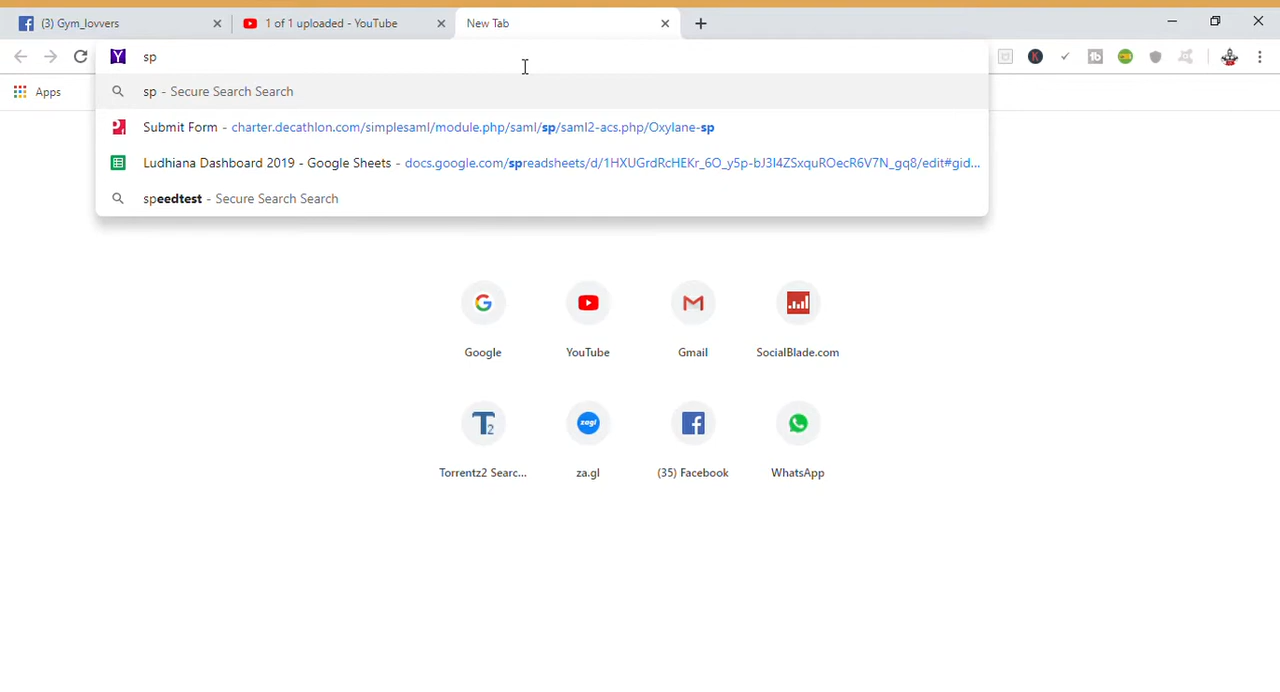 (3) Gym_lovvers
1 of 1 uploaded - YouTube
New Tab
sp
sp - Secure Search Search
Submit Form - charter.decathlon.com/simplesaml/module.php/saml/sp/saml2-acs.php/Oxylane-sp
Ludhiana Dashboard 2019 - Google Sheets - docs.google.com/spreadsheets/d/1HXUGrdRcHEKr_6O_y5p-bJ3I4ZSxquROecR6V7N_gq8/edit#gid...
speedtest - Secure Search Search
Apps
Google
YouTube
Gmail
SocialBlade.com
Torrentz2 Searc...
zagl
za.gl
(35) Facebook
WhatsApp